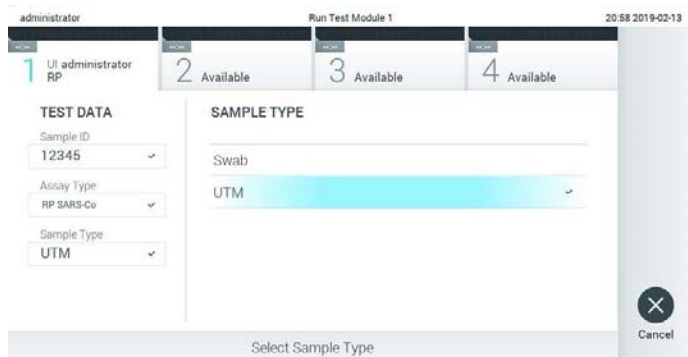 administrator Run Test Module 1 20:58 2019-02-13
1 UI administrator RP
2 Available
3 Available
4 Available
TEST DATA
Sample ID
12345
Assay Type
RP SARS-Co
Sample Type
UTM
SAMPLE TYPE
Swab
UTM
Cancel
Select Sample Type